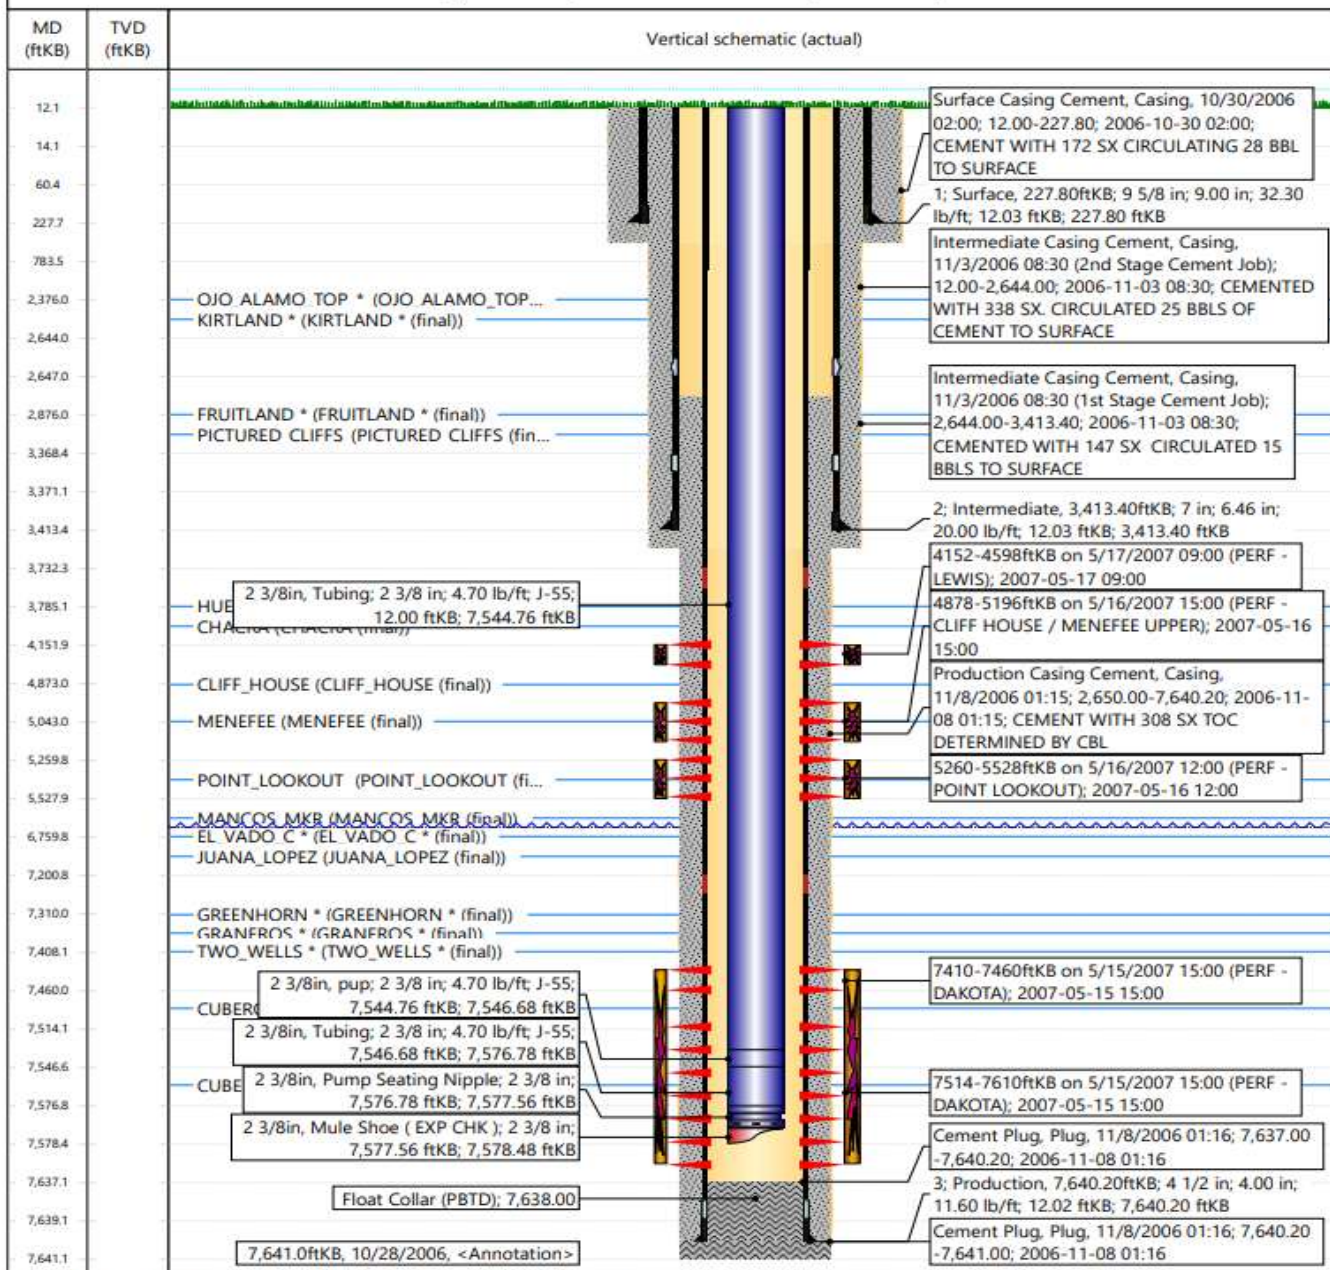 MD
(ftKB)
TVD
(ftKB)
Vertical schematic (actual)
12.1
14.1
60.4
227.7
783.5
2,376.0
2,644.0
2,647.0
2,876.0
3,368.4
3,371.1
3,413.4
3,732.3
3,785.1
4,151.9
4,873.0
5,043.0
5,259.8
5,527.9
6,759.8
7,200.8
7,310.0
7,408.1
7,460.0
7,514.1
7,546.6
7,576.8
7,578.4
7,637.1
7,639.1
7,641.1
OJO_ALAMO_TOP * (OJO_ALAMO_TOP...
KIRTLAND * (KIRTLAND * (final))
FRUITLAND * (FRUITLAND * (final))
PICTURED CLIFFS (PICTURED CLIFFS (fin...
HUE
CHACRA (CHACRA (final))
CLIFF_HOUSE (CLIFF_HOUSE (final))
MENEFEE (MENEFEE (final))
POINT_LOOKOUT (POINT_LOOKOUT (fi...
MANCOS_MKR (MANCOS_MKR (final))
EL_VADO_C * (EL_VADO_C * (final))
JUANA_LOPEZ (JUANA_LOPEZ (final))
GREENHORN * (GREENHORN * (final))
GRANEROS * (GRANEROS * (final))
TWO_WELLS * (TWO_WELLS * (final))
CUBERO
CUBE
2 3/8in, Tubing; 2 3/8 in; 4.70 lb/ft; J-55;
12.00 ftKB; 7,544.76 ftKB
2 3/8in, pup; 2 3/8 in; 4.70 lb/ft; J-55;
7,544.76 ftKB; 7,546.68 ftKB
2 3/8in, Tubing; 2 3/8 in; 4.70 lb/ft; J-55;
7,546.68 ftKB; 7,576.78 ftKB
2 3/8in, Pump Seating Nipple; 2 3/8 in;
7,576.78 ftKB; 7,577.56 ftKB
2 3/8in, Mule Shoe ( EXP CHK ); 2 3/8 in;
7,577.56 ftKB; 7,578.48 ftKB
Float Collar (PBTD); 7,638.00
7,641.0ftKB, 10/28/2006, <Annotation>
Surface Casing Cement, Casing, 10/30/2006
02:00; 12.00-227.80; 2006-10-30 02:00;
CEMENT WITH 172 SX CIRCULATING 28 BBL
TO SURFACE
1; Surface, 227.80ftKB; 9 5/8 in; 9.00 in; 32.30
lb/ft; 12.03 ftKB; 227.80 ftKB
Intermediate Casing Cement, Casing,
11/3/2006 08:30 (2nd Stage Cement Job);
12.00-2,644.00; 2006-11-03 08:30; CEMENTED
WITH 338 SX. CIRCULATED 25 BBLS OF
CEMENT TO SURFACE
Intermediate Casing Cement, Casing,
11/3/2006 08:30 (1st Stage Cement Job);
2,644.00-3,413.40; 2006-11-03 08:30;
CEMENTED WITH 147 SX CIRCULATED 15
BBLS TO SURFACE
2; Intermediate, 3,413.40ftKB; 7 in; 6.46 in;
20.00 lb/ft; 12.03 ftKB; 3,413.40 ftKB
4152-4598ftKB on 5/17/2007 09:00 (PERF -
LEWIS); 2007-05-17 09:00
4878-5196ftKB on 5/16/2007 15:00 (PERF -
CLIFF HOUSE / MENEFEE UPPER); 2007-05-16
15:00
Production Casing Cement, Casing,
11/8/2006 01:15; 2,650.00-7,640.20; 2006-11-
08 01:15; CEMENT WITH 308 SX TOC
DETERMINED BY CBL
5260-5528ftKB on 5/16/2007 12:00 (PERF -
POINT LOOKOUT); 2007-05-16 12:00
7410-7460ftKB on 5/15/2007 15:00 (PERF -
DAKOTA); 2007-05-15 15:00
7514-7610ftKB on 5/15/2007 15:00 (PERF -
DAKOTA); 2007-05-15 15:00
Cement Plug, Plug, 11/8/2006 01:16; 7,637.00
-7,640.20; 2006-11-08 01:16
3; Production, 7,640.20ftKB; 4 1/2 in; 4.00 in;
11.60 lb/ft; 12.02 ftKB; 7,640.20 ftKB
Cement Plug, Plug, 11/8/2006 01:16; 7,640.20
-7,641.00; 2006-11-08 01:16